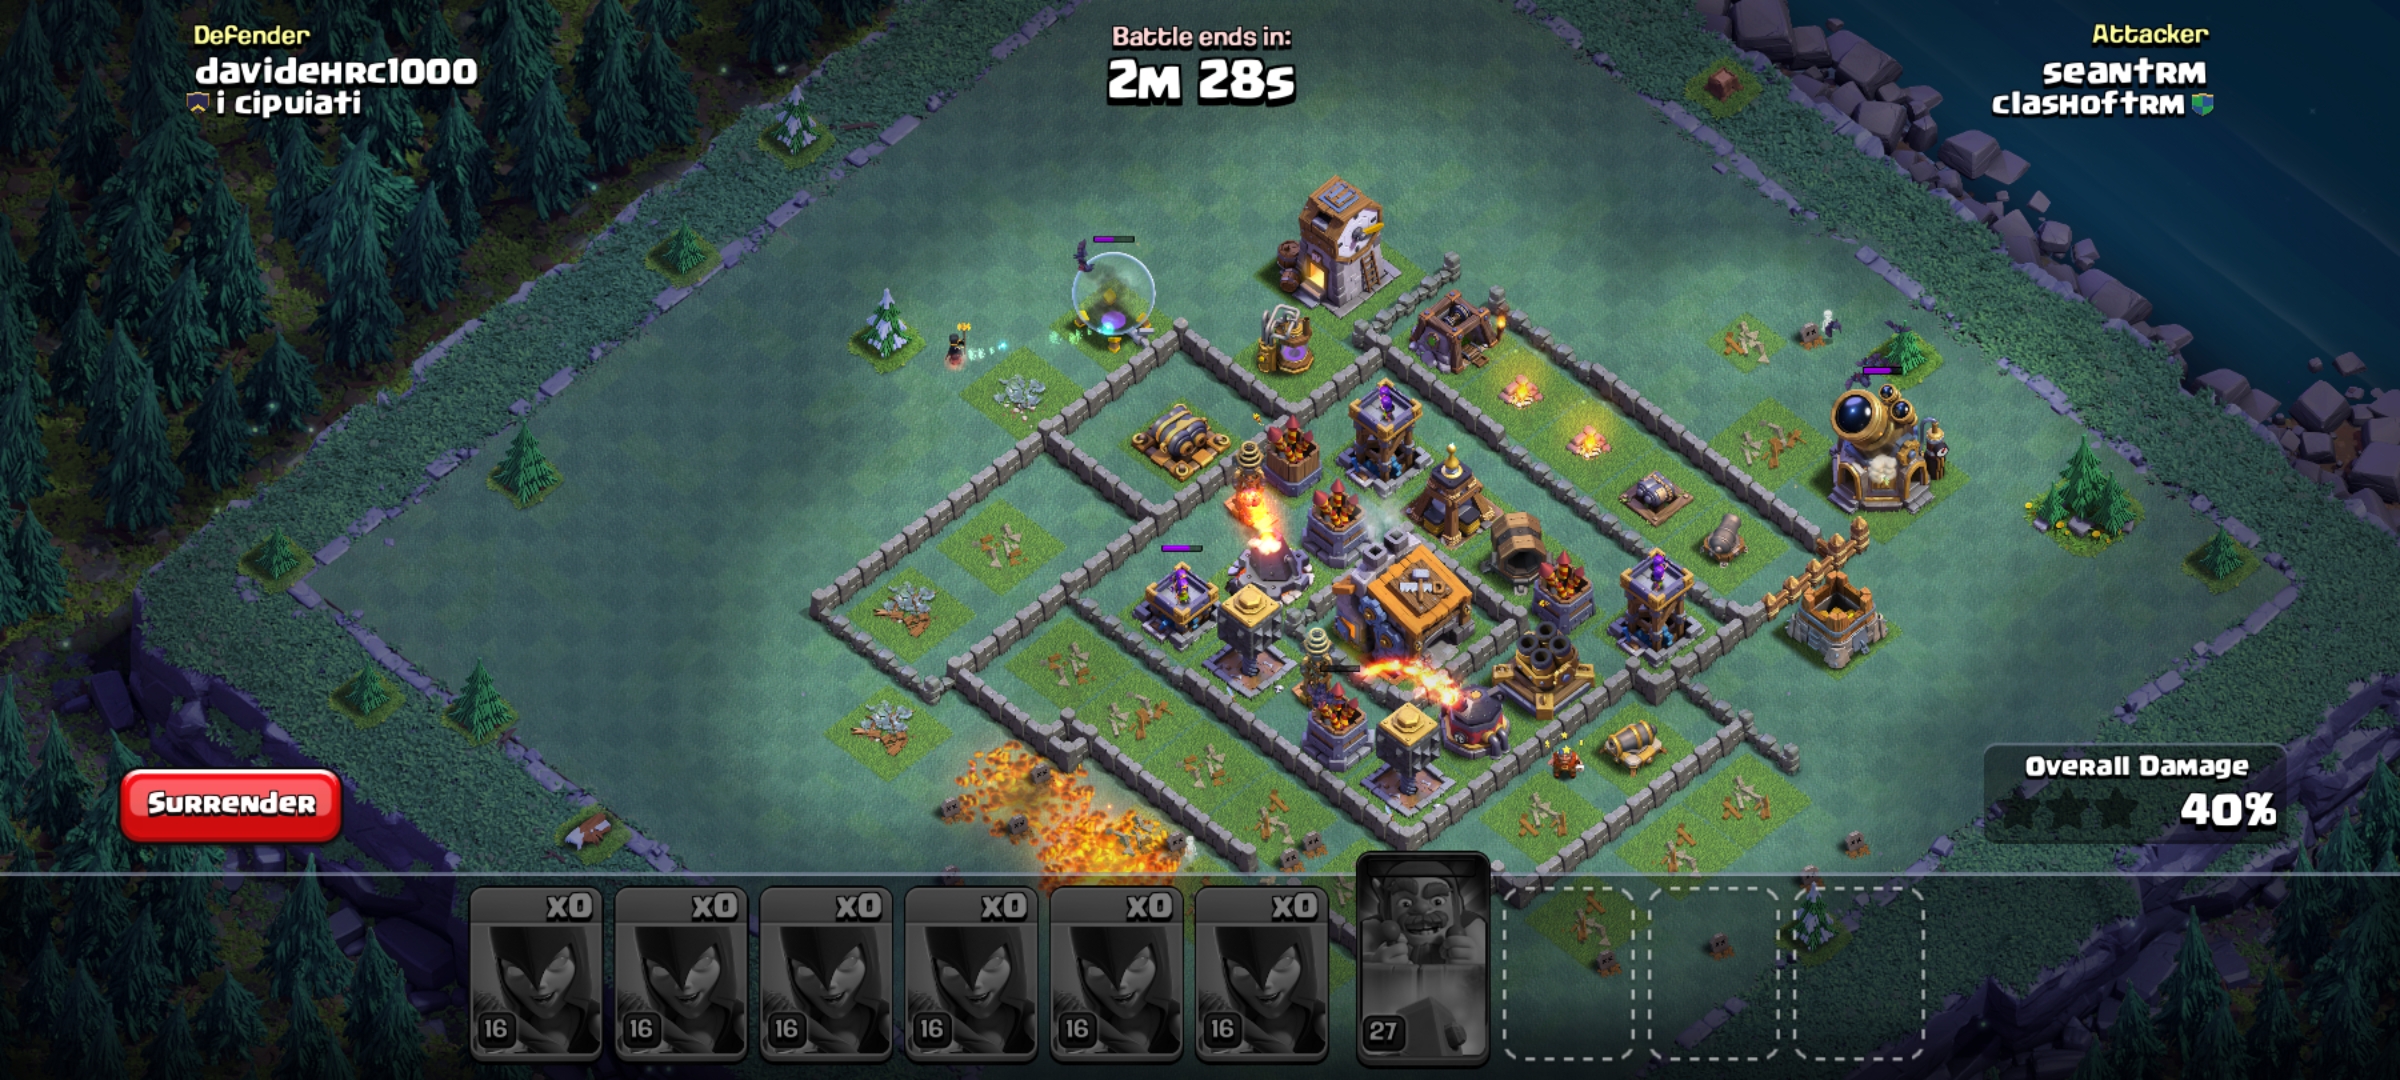 Defender
davidehrc1000
i cipuiati
Battle ends in:
2m 28s
Attacker
seantrm
clashoftrm
Surrender
Overall Damage
40%
x0
x0
x0
x0
x0
x0
16
16
16
16
16
16
27